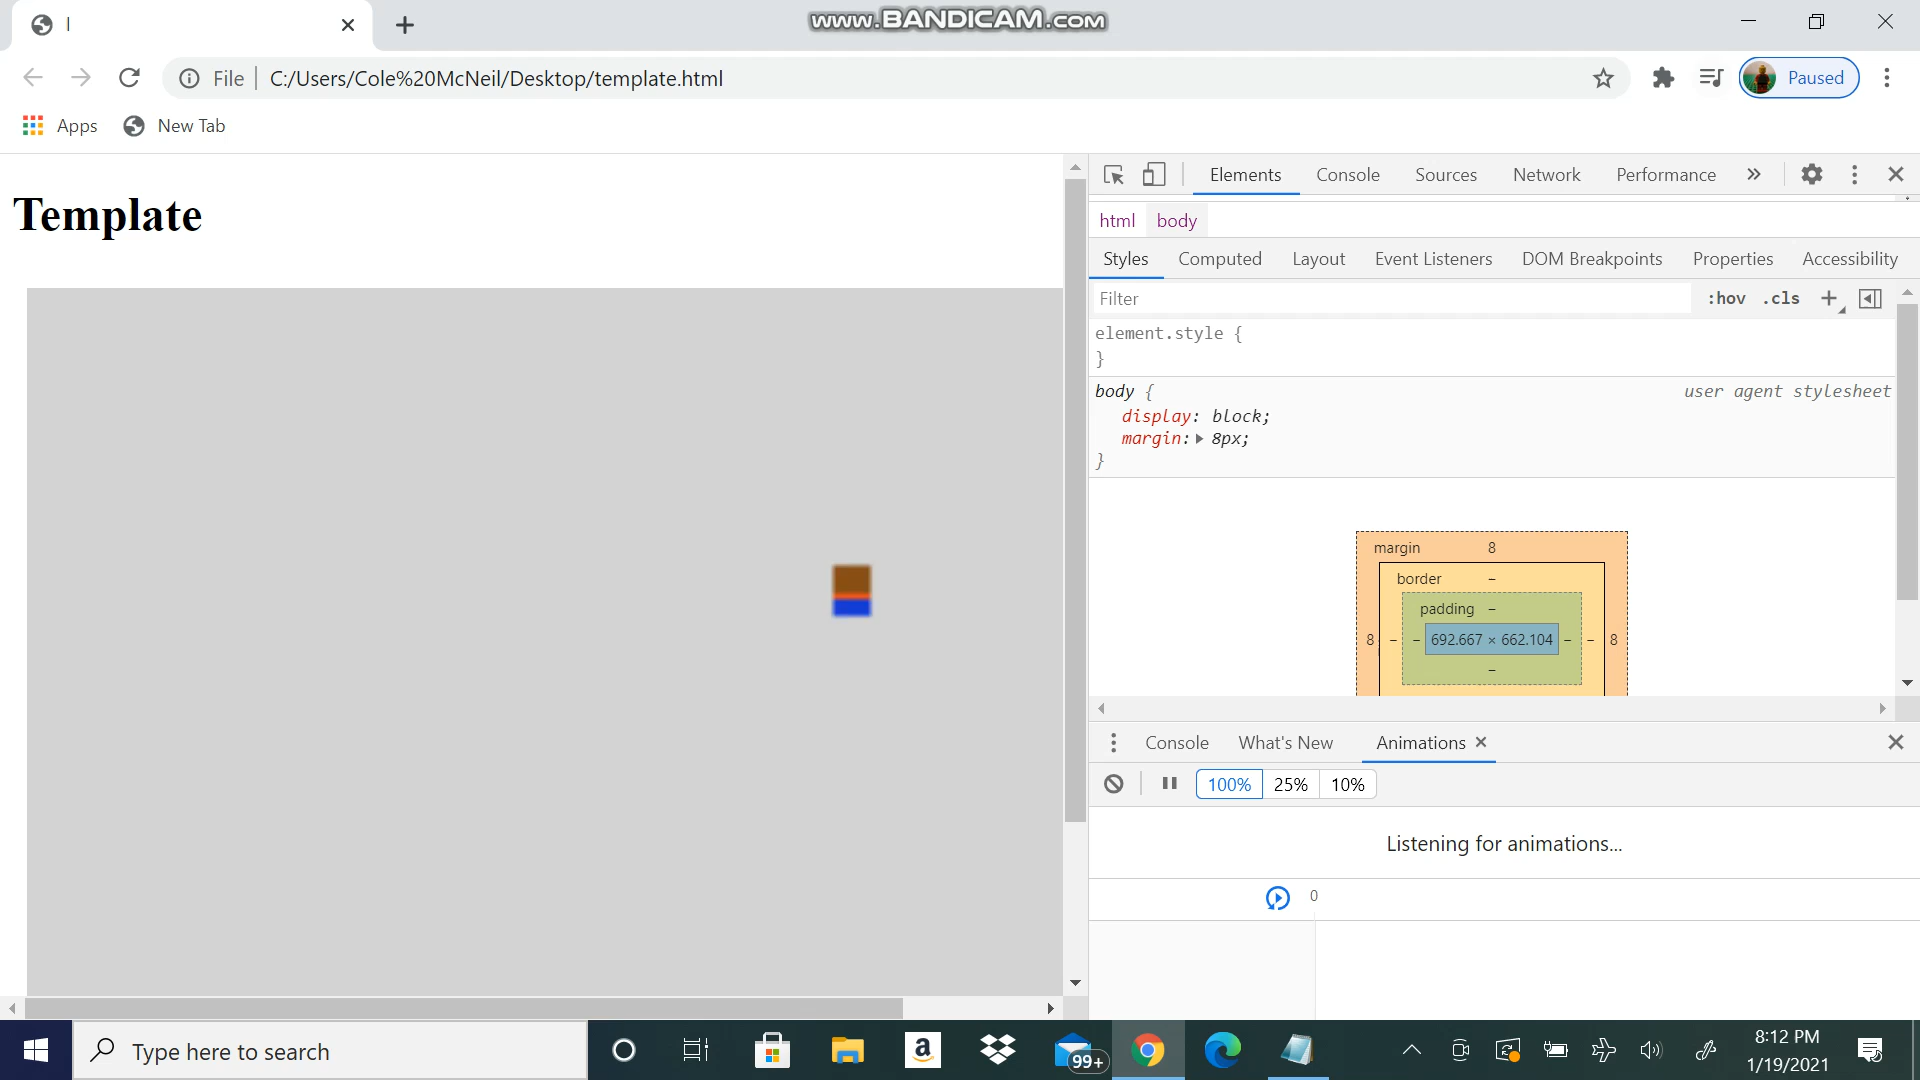 l
www.BANDICAM.COM
File
C:/Users/Cole%20McNeil/Desktop/template.html
Paused
Apps
New Tab
Template
Elements
Console
Sources
Network
Performance
html
body
Styles
Computed
Layout
Event Listeners
DOM Breakpoints
Properties
Accessibility
Filter
:hov
.cls
element.style {
}
body {
user agent stylesheet
display: block;
margin: 8px;
}
margin 8
border –
padding –
8 – – 692.667 × 662.104 – – 8
–
Console
What's New
Animations
100%
25%
10%
Listening for animations...
0
Type here to search
a
99+
8:12 PM
1/19/2021